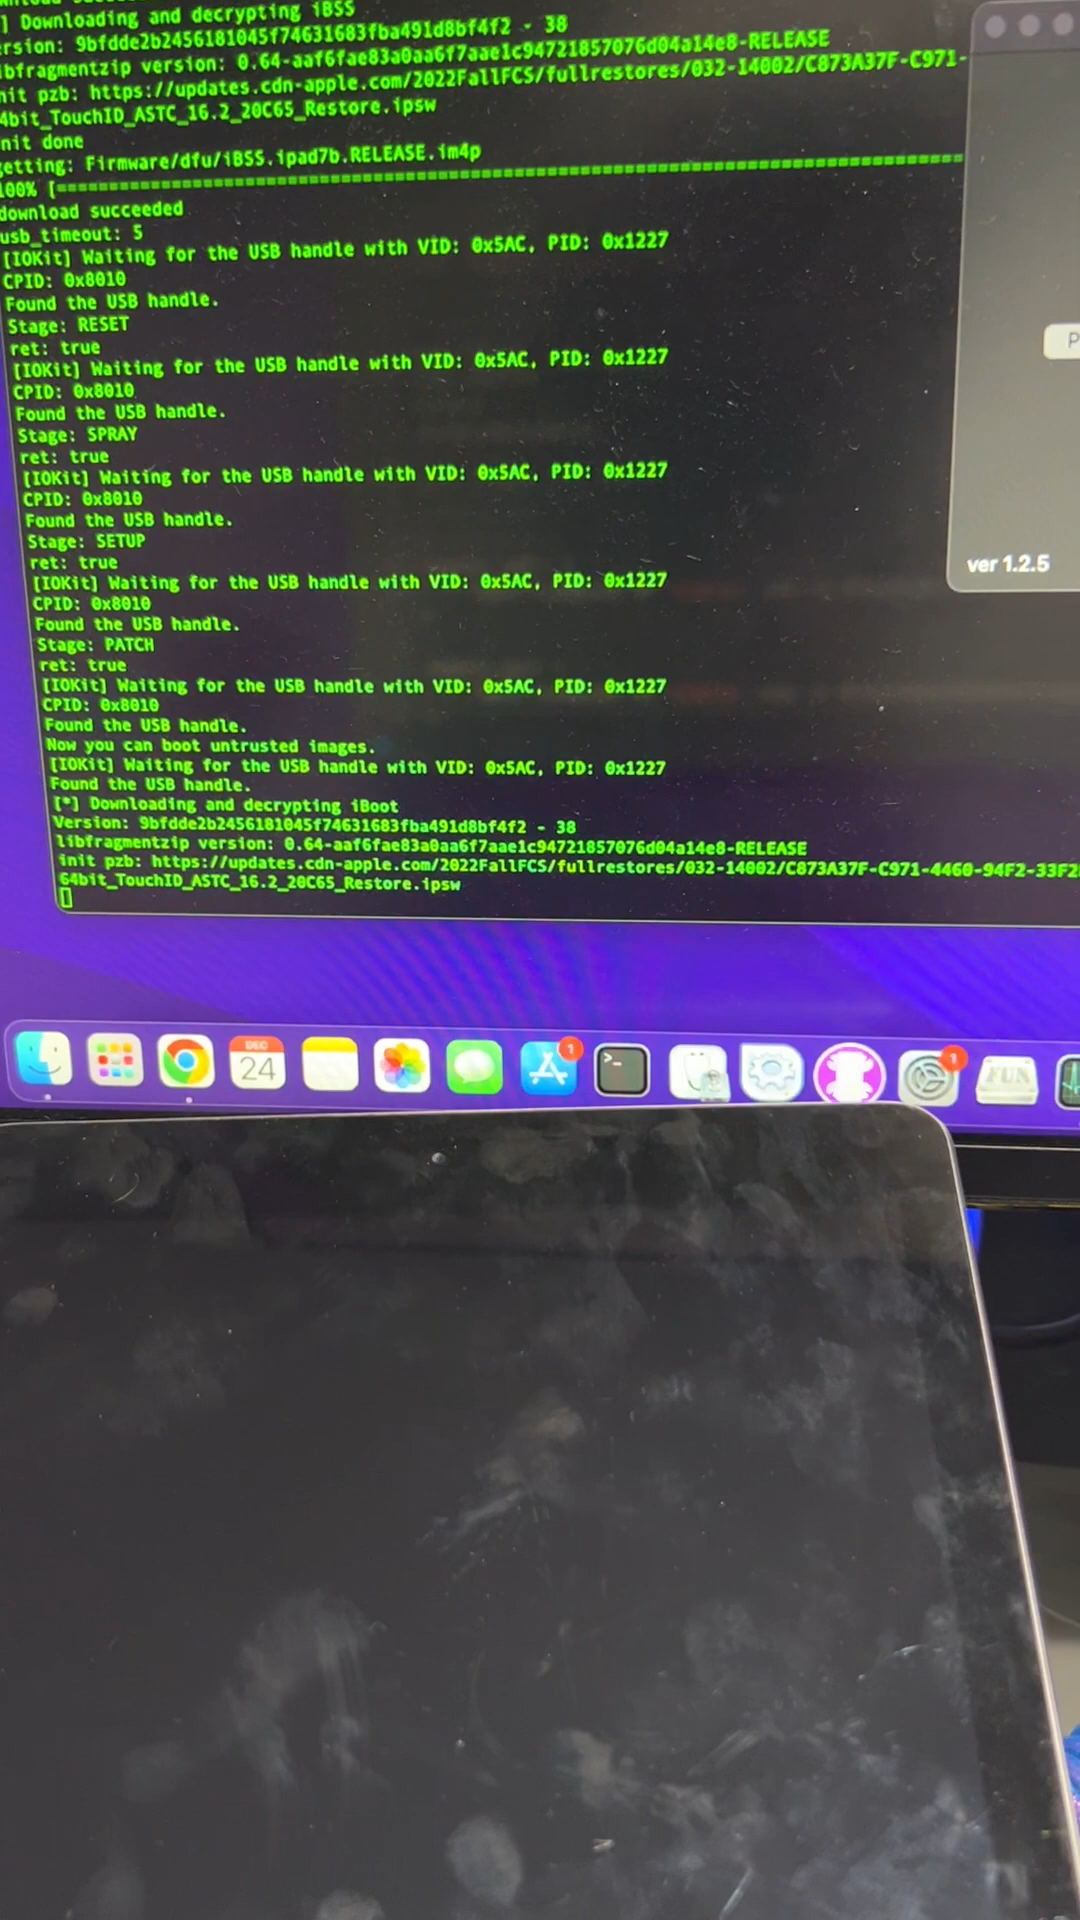 ] Downloading and decrypting iBSS
ersion: 9bfdde2b2456181045f74631683fba491d8bf4f2 - 38
ibfragmentzip version: 0.64-aaf6fae83a0aa6f7aae1c94721857076d04a14e8-RELEASE
nit pzb: https://updates.cdn-apple.com/2022FallFCS/fullrestores/032-14002/C873A37F-C971-
4bit_TouchID_ASTC_16.2_20C65_Restore.ipsw
nit done
getting: Firmware/dfu/iBSS.ipad7b.RELEASE.im4p
100% [==================================================
download succeeded
usb_timeout: 5
[IOKit] Waiting for the USB handle with VID: 0x5AC, PID: 0x1227
CPID: 0x8010
Found the USB handle.
Stage: RESET
ret: true
[IOKit] Waiting for the USB handle with VID: 0x5AC, PID: 0x1227
CPID: 0x8010
Found the USB handle.
Stage: SPRAY
ret: true
[IOKit] Waiting for the USB handle with VID: 0x5AC, PID: 0x1227
CPID: 0x8010
Found the USB handle.
Stage: SETUP
ret: true
[IOKit] Waiting for the USB handle with VID: 0x5AC, PID: 0x1227
CPID: 0x8010
Found the USB handle.
Stage: PATCH
ret: true
[IOKit] Waiting for the USB handle with VID: 0x5AC, PID: 0x1227
CPID: 0x8010
Found the USB handle.
Now you can boot untrusted images.
[IOKit] Waiting for the USB handle with VID: 0x5AC, PID: 0x1227
Found the USB handle.
[*] Downloading and decrypting iBoot
Version: 9bfdde2b2456181045f74631683fba491d8bf4f2 - 38
libfragmentzip version: 0.64-aaf6fae83a0aa6f7aae1c94721857076d04a14e8-RELEASE
init pzb: https://updates.cdn-apple.com/2022FallFCS/fullrestores/032-14002/C873A37F-C971-4460-94F2-33F2
64bit_TouchID_ASTC_16.2_20C65_Restore.ipsw
P
ver 1.2.5
DEC
24
1
>_
1
FUN